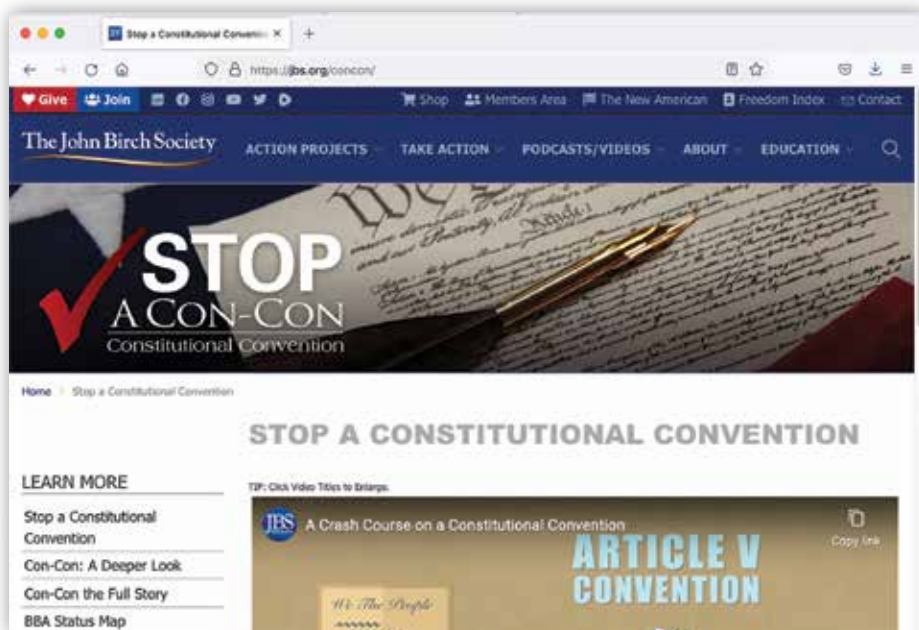 Stop a Constitutional Conventio
https://jbs.org/concon/
Give Join Shop Members Area The New American Freedom Index Contact
The John Birch Society ACTION PROJECTS TAKE ACTION PODCASTS/VIDEOS ABOUT EDUCATION
We the
Article I
STOP
A CON-CON
Constitutional Convention
Home Stop a Constitutional Convention
STOP A CONSTITUTIONAL CONVENTION
LEARN MORE
TIP: Click Video Titles to Enlarge.
Stop a Constitutional
Convention
Con-Con: A Deeper Look
Con-Con the Full Story
BBA Status Map
JBS A Crash Course on a Constitutional Convention
Copy link
ARTICLE V
CONVENTION
We The People